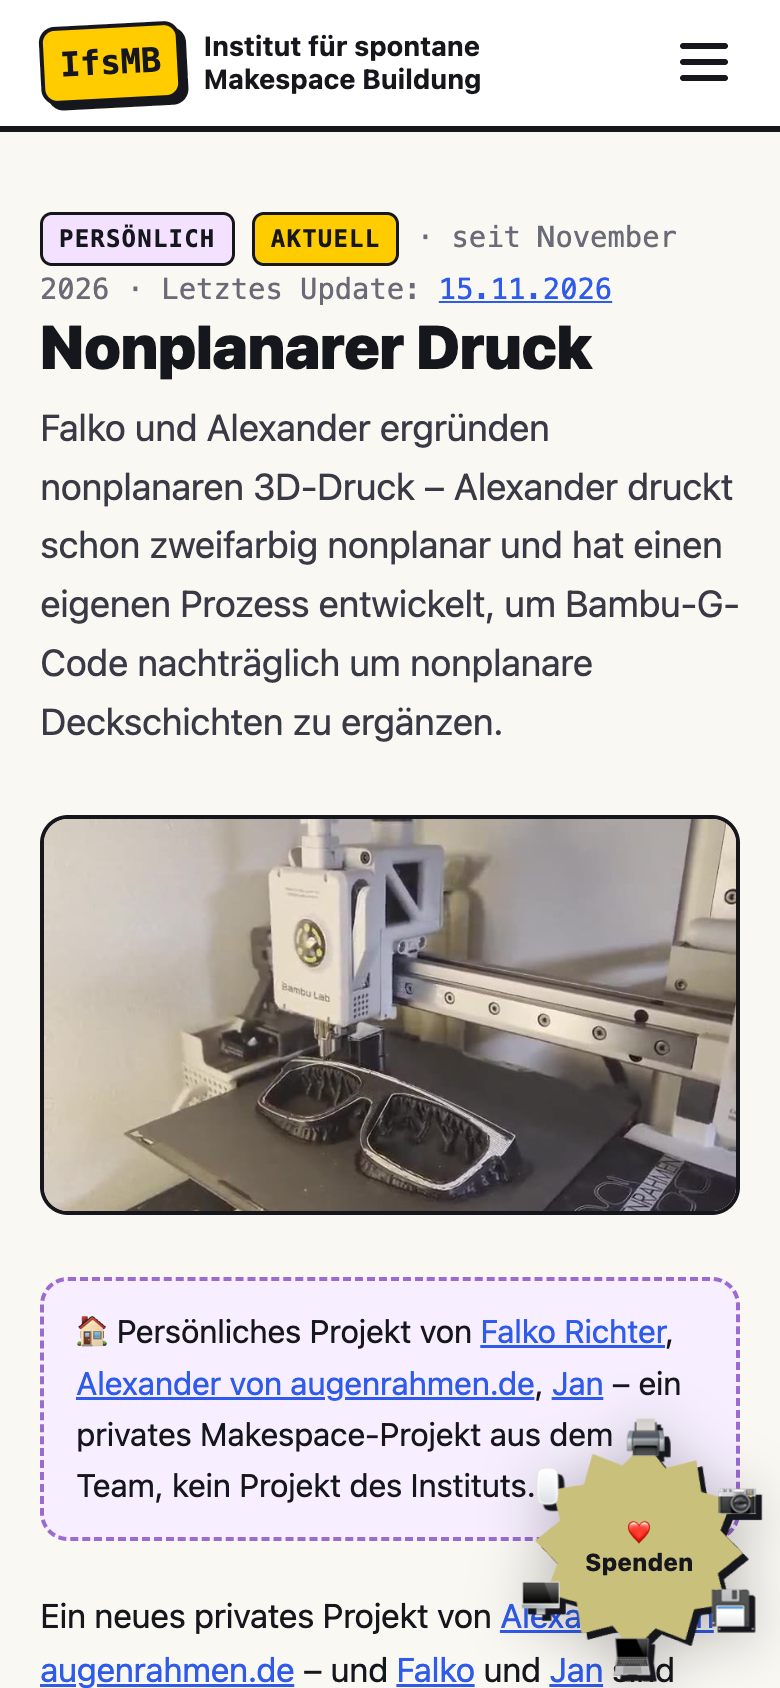 IfsMB
Institut für spontane
Makespace Buildung
PERSÖNLICH AKTUELL · seit November
2026 · Letztes Update: 15.11.2026
Nonplanarer Druck
Falko und Alexander ergründen
nonplanaren 3D-Druck – Alexander druckt
schon zweifarbig nonplanar und hat einen
eigenen Prozess entwickelt, um Bambu-G-
Code nachträglich um nonplanare
Deckschichten zu ergänzen.
Bambu Lab
🏠 Persönliches Projekt von Falko Richter,
Alexander von augenrahmen.de, Jan – ein
privates Makespace-Projekt aus dem
Team, kein Projekt des Instituts.
❤️
Spenden
Ein neues privates Projekt von
augenrahmen.de – und Falko und Jan